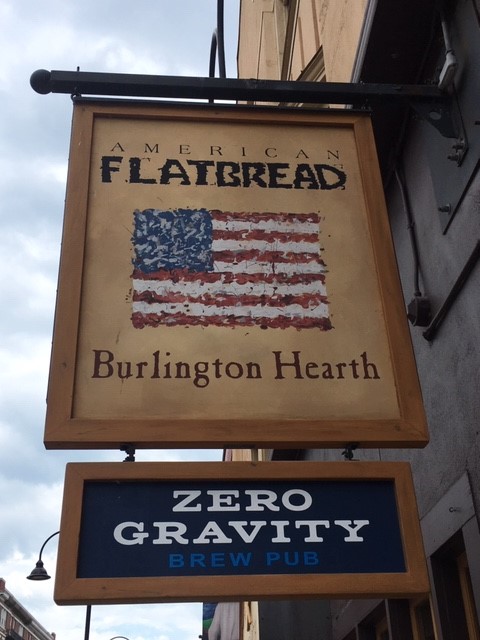 AMERICAN
FLATBREAD
Burlington Hearth
ZERO
GRAVITY
BREW PUB